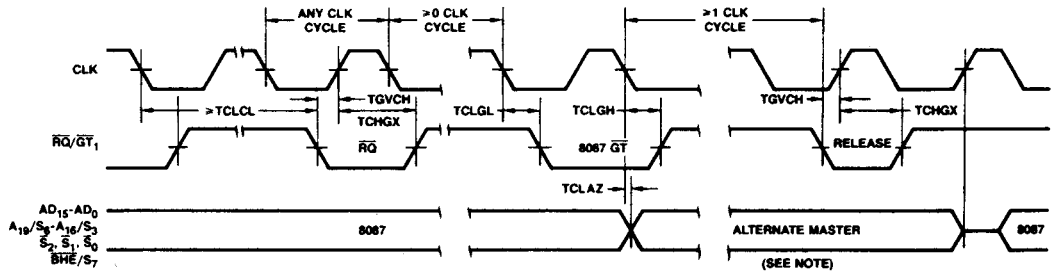 ANY CLK
CYCLE
≥0 CLK
CYCLE
≥1 CLK
CYCLE
CLK
≥TCLCL
TGVCH
TCHGX
TCLGL
TCLGH
TGVCH
TCHGX
RQ/GT1
RQ
8087 GT
RELEASE
TCLAZ
AD15-AD0
A19/S6-A16/S3
S2, S1, S0
BHE/S7
8087
ALTERNATE MASTER
8087
(SEE NOTE)